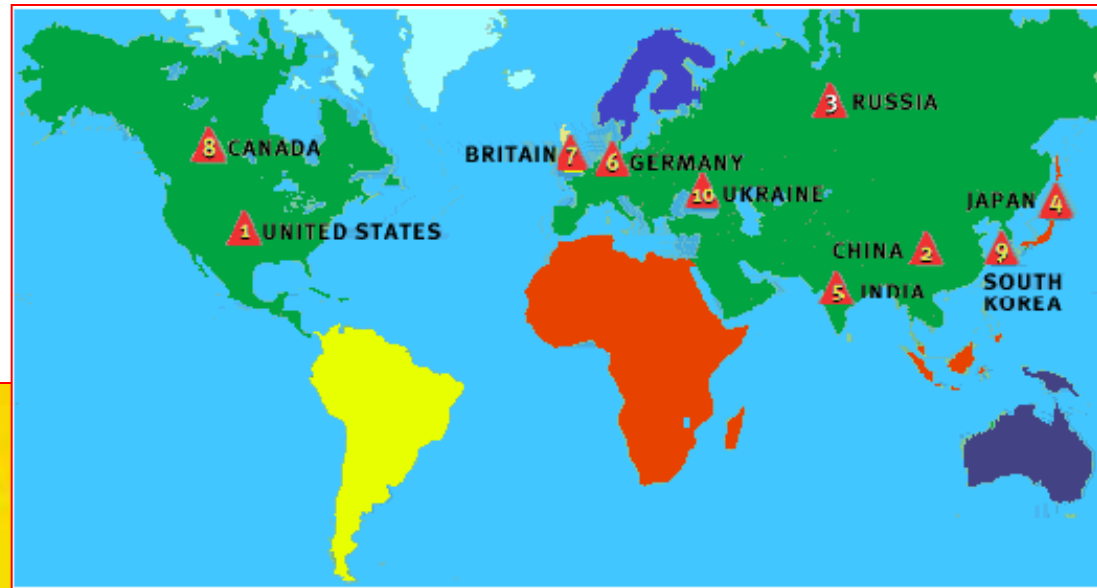 3 RUSSIA
8 CANADA
BRITAIN 7
6 GERMANY
10 UKRAINE
JAPAN 4
1 UNITED STATES
CHINA 2
9
SOUTH
KOREA
5 INDIA